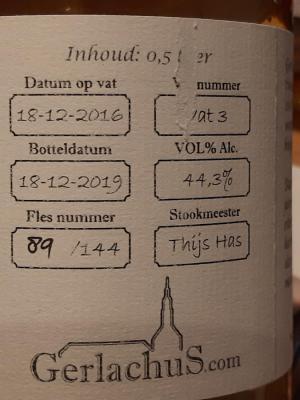 Inhoud: 0,5
Datum op vat
nummer
18-12-2016
Vat 3
Botteldatum
VOL% Alc.
18-12-2019
44,3%
Fles nummer
Stookmeester
89 /144
Thijs Has
GerlachuS.com